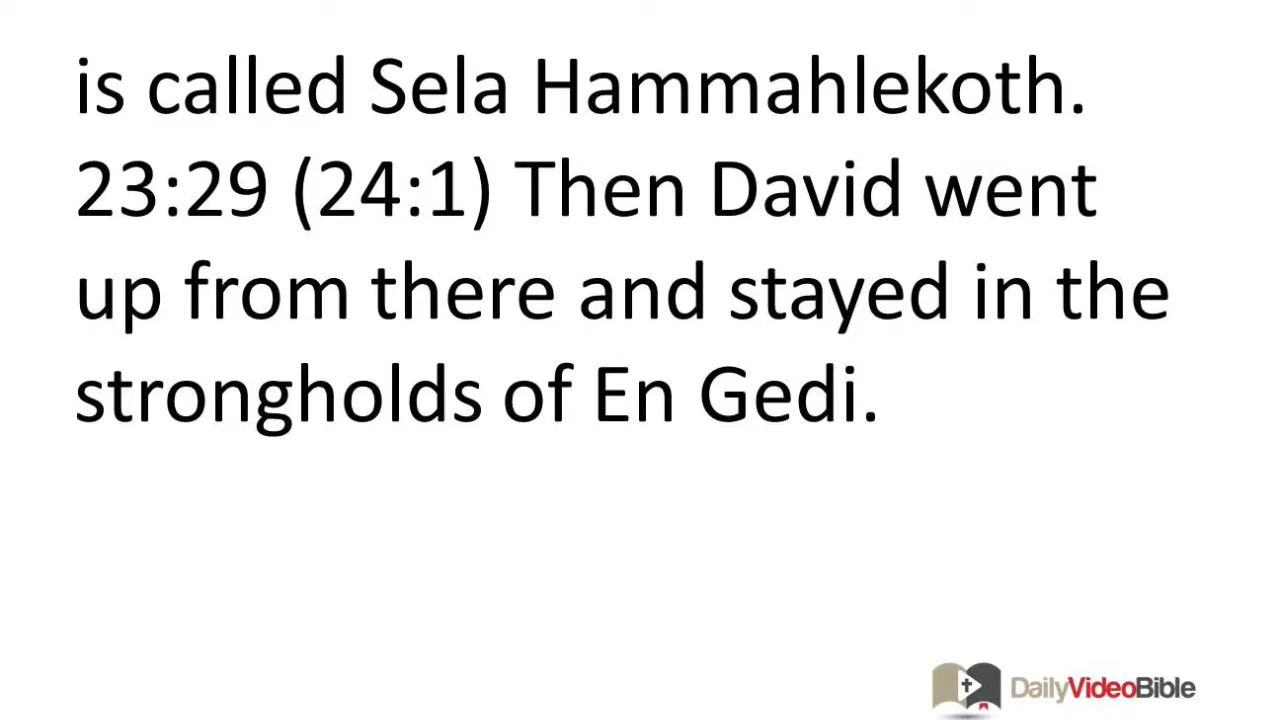 is called Sela Hammahlekoth.
23:29 (24:1) Then David went
up from there and stayed in the
strongholds of En Gedi.
DailyVideoBible